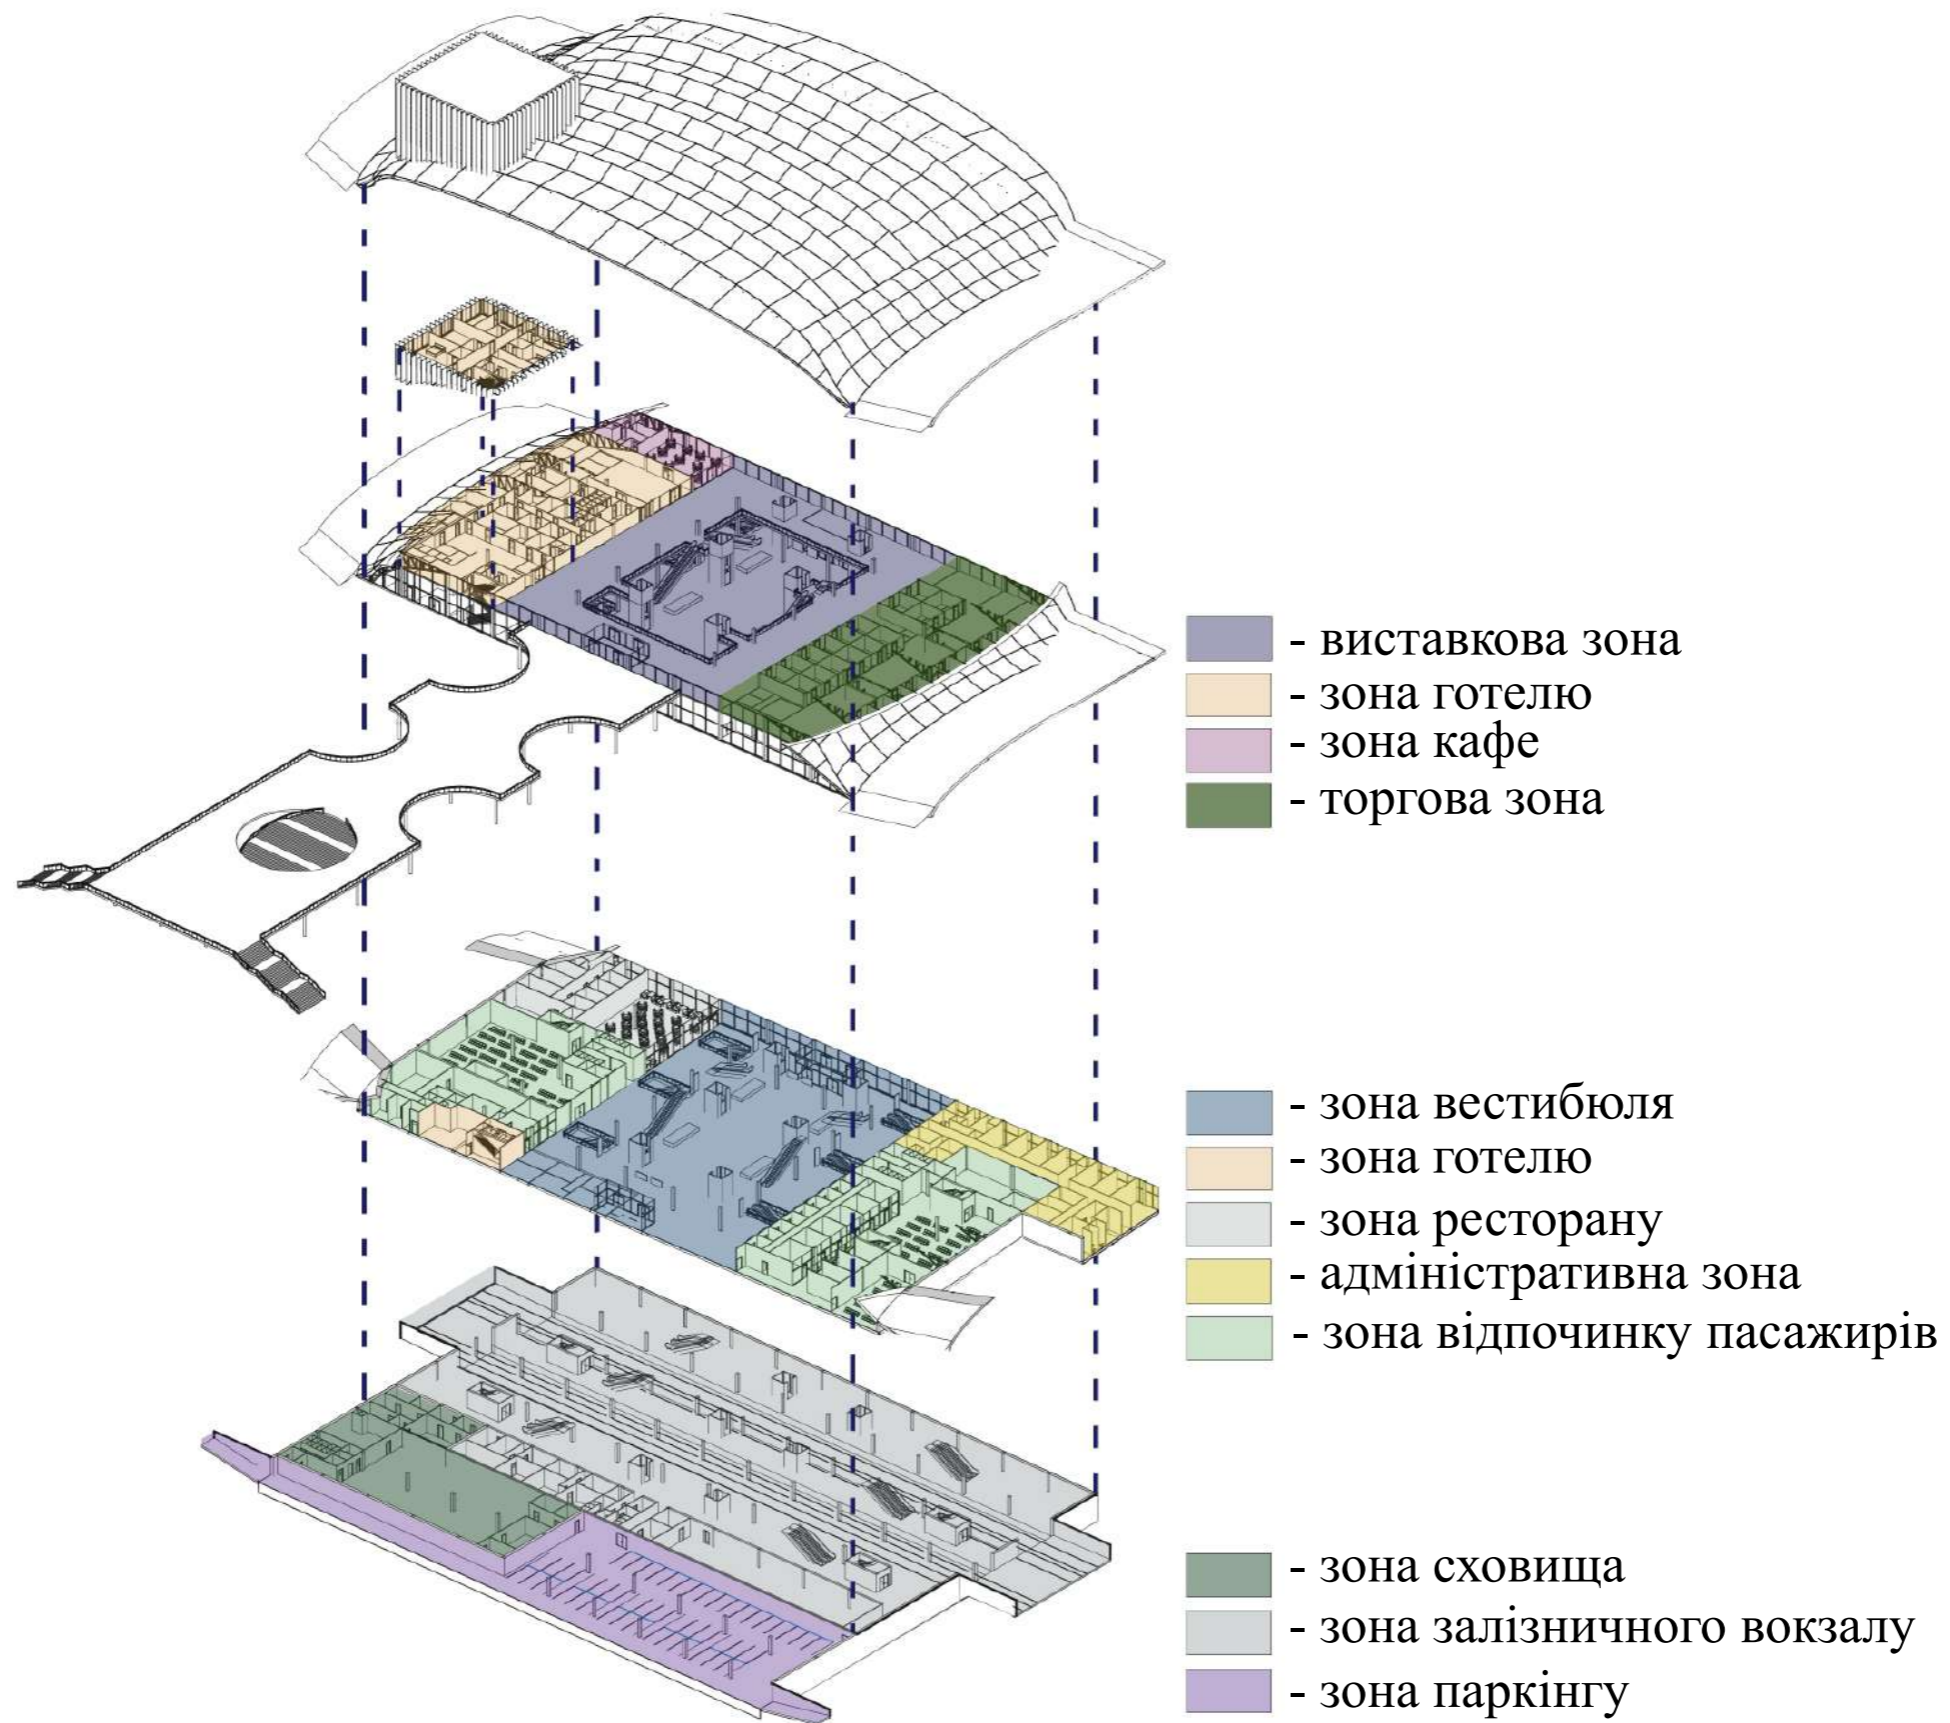 - виставкова зона
- зона готелю
- зона кафе
- торгова зона
- зона вестибюля
- зона готелю
- зона ресторану
- адміністративна зона
- зона відпочинку пасажирів
- зона сховища
- зона залізничного вокзалу
- зона паркінгу